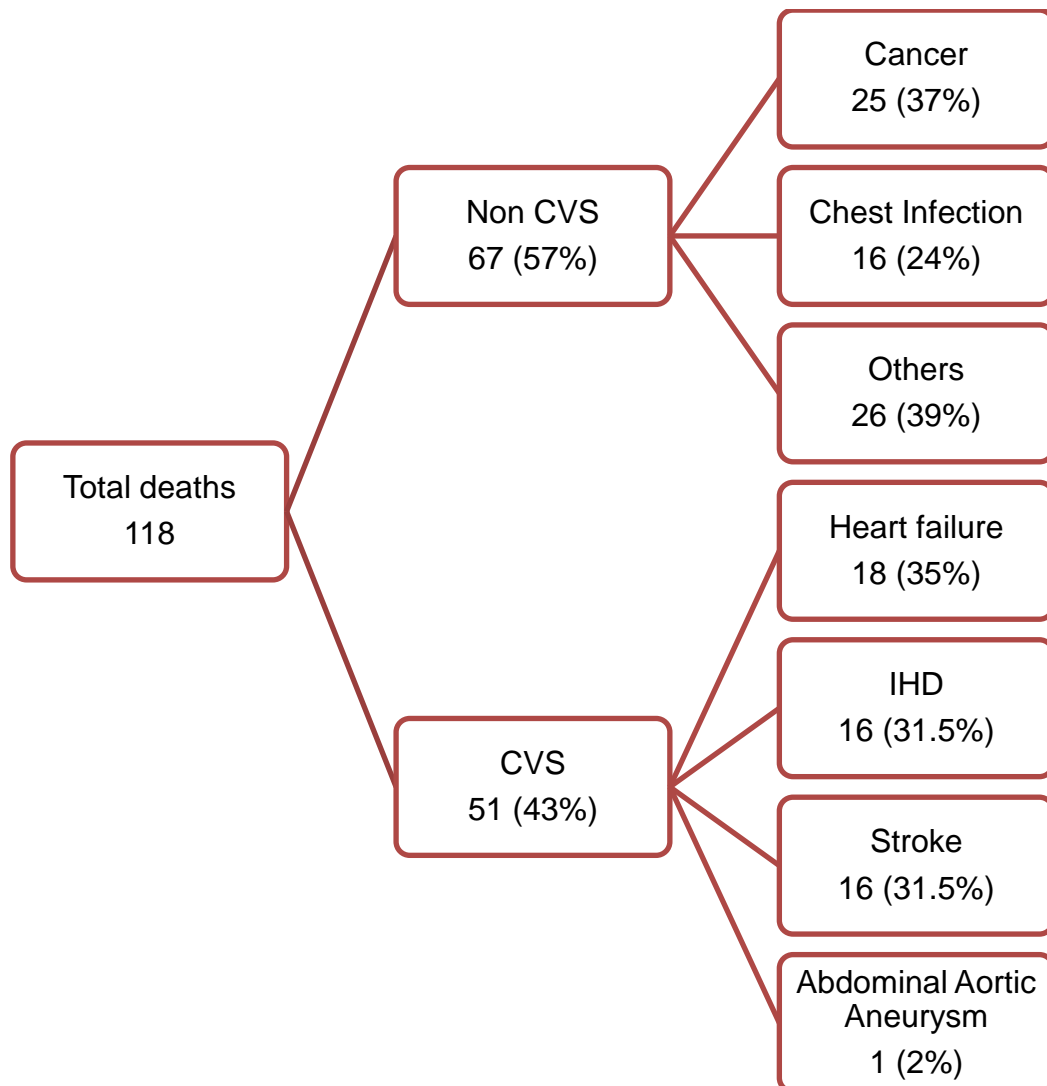 Total deaths
118
Non CVS
67 (57%)
CVS
51 (43%)
Cancer
25 (37%)
Chest Infection
16 (24%)
Others
26 (39%)
Heart failure
18 (35%)
IHD
16 (31.5%)
Stroke
16 (31.5%)
Abdominal Aortic
Aneurysm
1 (2%)